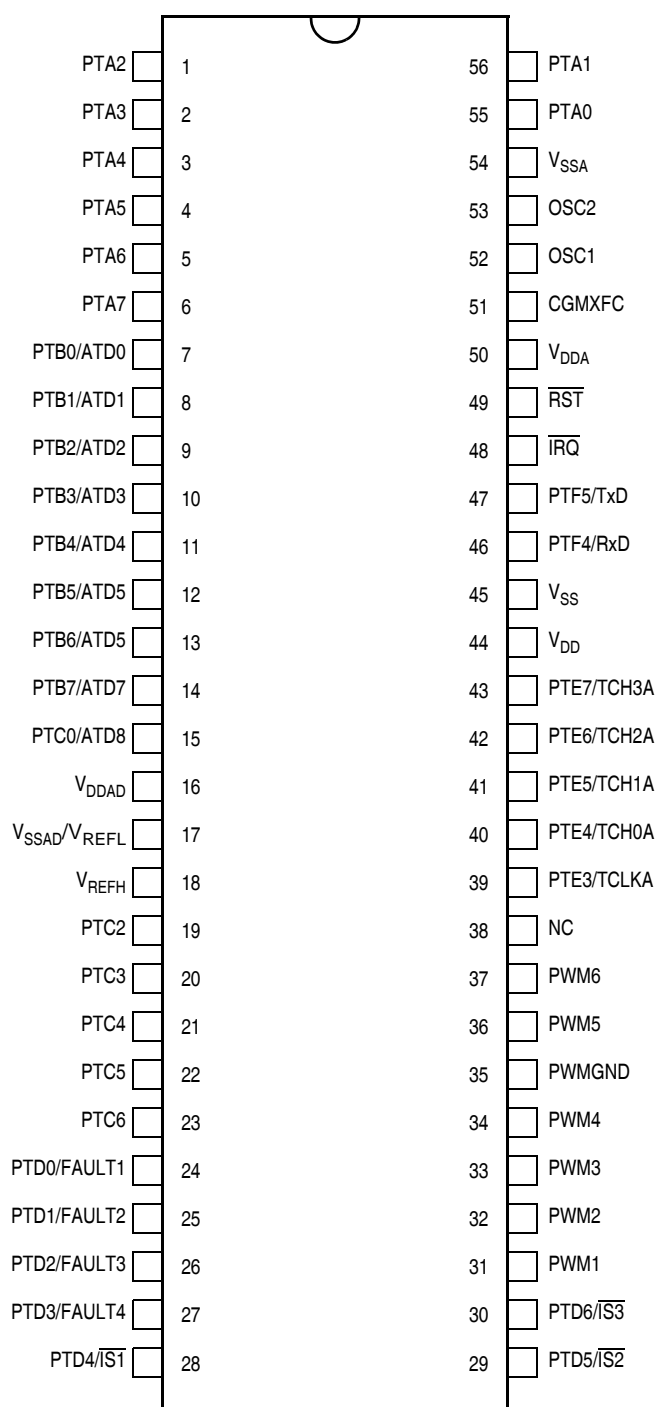 PTA2 1 56 PTA1
PTA3 2 55 PTA0
PTA4 3 54 VSSA
PTA5 4 53 OSC2
PTA6 5 52 OSC1
PTA7 6 51 CGMXFC
PTB0/ATD0 7 50 VDDA
PTB1/ATD1 8 49 R̅S̅T̅
PTB2/ATD2 9 48 I̅R̅Q̅
PTB3/ATD3 10 47 PTF5/TxD
PTB4/ATD4 11 46 PTF4/RxD
PTB5/ATD5 12 45 VSS
PTB6/ATD5 13 44 VDD
PTB7/ATD7 14 43 PTE7/TCH3A
PTC0/ATD8 15 42 PTE6/TCH2A
VDDAD 16 41 PTE5/TCH1A
VSSAD/VREFL 17 40 PTE4/TCH0A
VREFH 18 39 PTE3/TCLKA
PTC2 19 38 NC
PTC3 20 37 PWM6
PTC4 21 36 PWM5
PTC5 22 35 PWMGND
PTC6 23 34 PWM4
PTD0/FAULT1 24 33 PWM3
PTD1/FAULT2 25 32 PWM2
PTD2/FAULT3 26 31 PWM1
PTD3/FAULT4 27 30 PTD6/I̅S̅3̅
PTD4/I̅S̅1̅ 28 29 PTD5/I̅S̅2̅